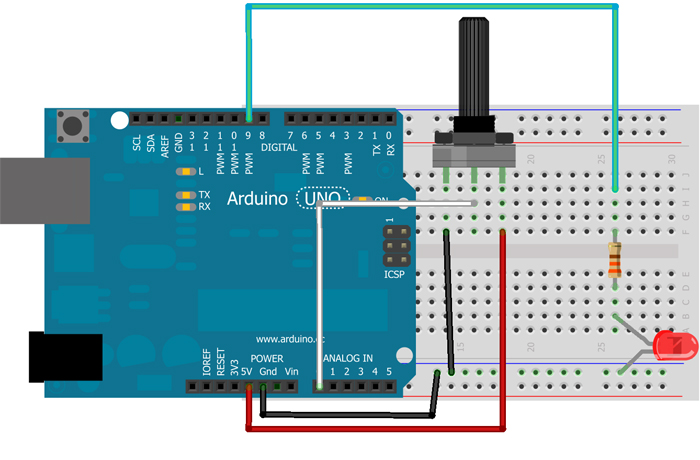 SCL
SDA
AREF
GND
13
12
PWM 11
PWM 10
PWM 9
8
DIGITAL
7
PWM 6
PWM 5
4
PWM 3
2
TX 1
RX 0
L
TX
RX
Arduino
UNO
ON
1
ICSP
www.arduino.cc
IOREF
RESET
3V3
5V
POWER
Gnd
Vin
ANALOG IN
1 2 3 4 5
20
25
30
J
I
H
G
F
E
D
C
B
15
25